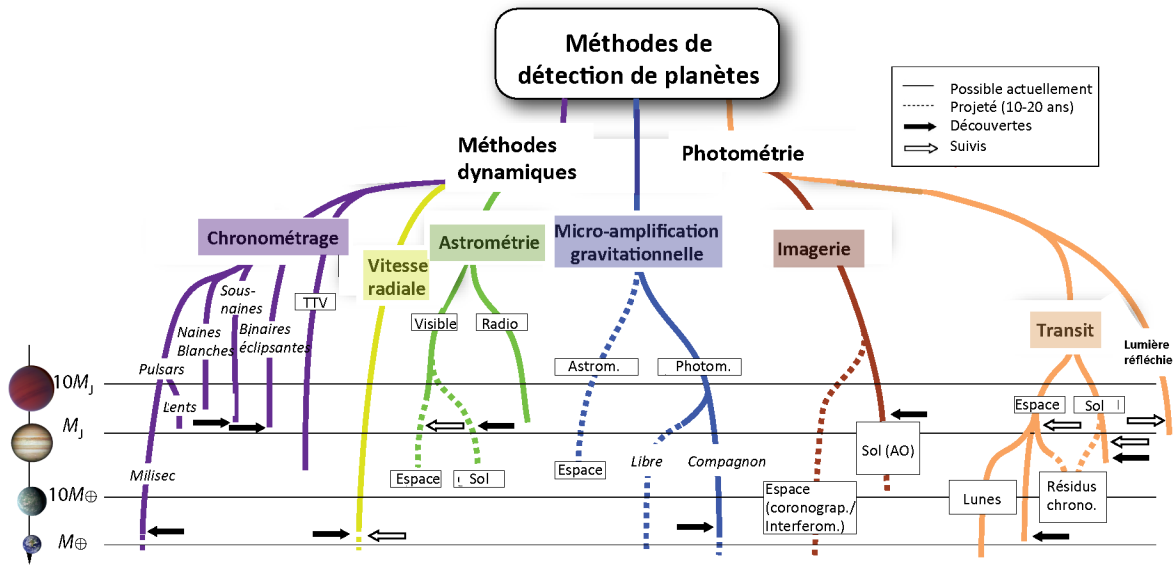 Méthodes de
détection de planètes
Possible actuellement
Projeté (10-20 ans)
Découvertes
Suivis
Méthodes
dynamiques
Photométrie
Chronométrage
Vitesse
radiale
Astrométrie
Micro-amplification
gravitationnelle
Imagerie
Transit
Lumière
réfléchie
Pulsars
Lents
Milisec
Naines
Blanches
Sous-
naines
Binaires
éclipsantes
TTV
Visible
Radio
Espace
Sol
Astrom.
Photom.
Espace
Libre
Compagnon
Sol (AO)
Espace
(coronograp./
Interferom.)
Espace
Sol
Lunes
Résidus
chrono.
10MJ
MJ
10M⊕
M⊕